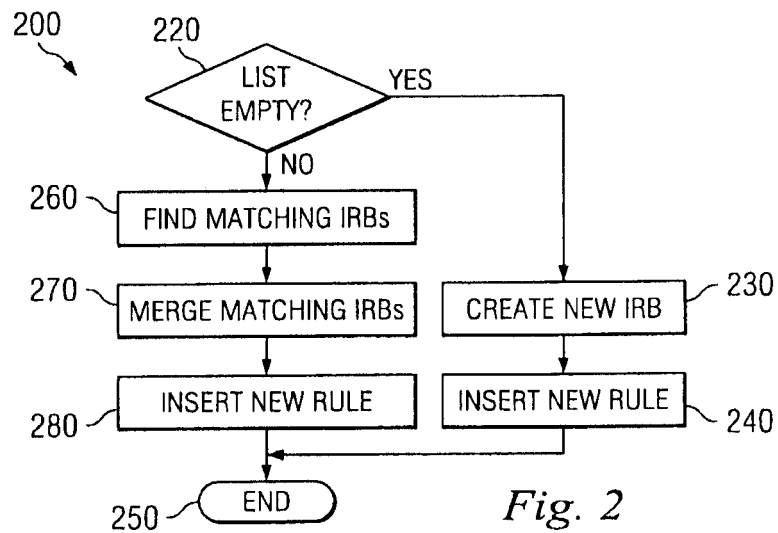 200
220
LIST
EMPTY?
YES
NO
260
FIND MATCHING IRBs
270
MERGE MATCHING IRBs
CREATE NEW IRB
230
280
INSERT NEW RULE
INSERT NEW RULE
240
250
END
Fig. 2